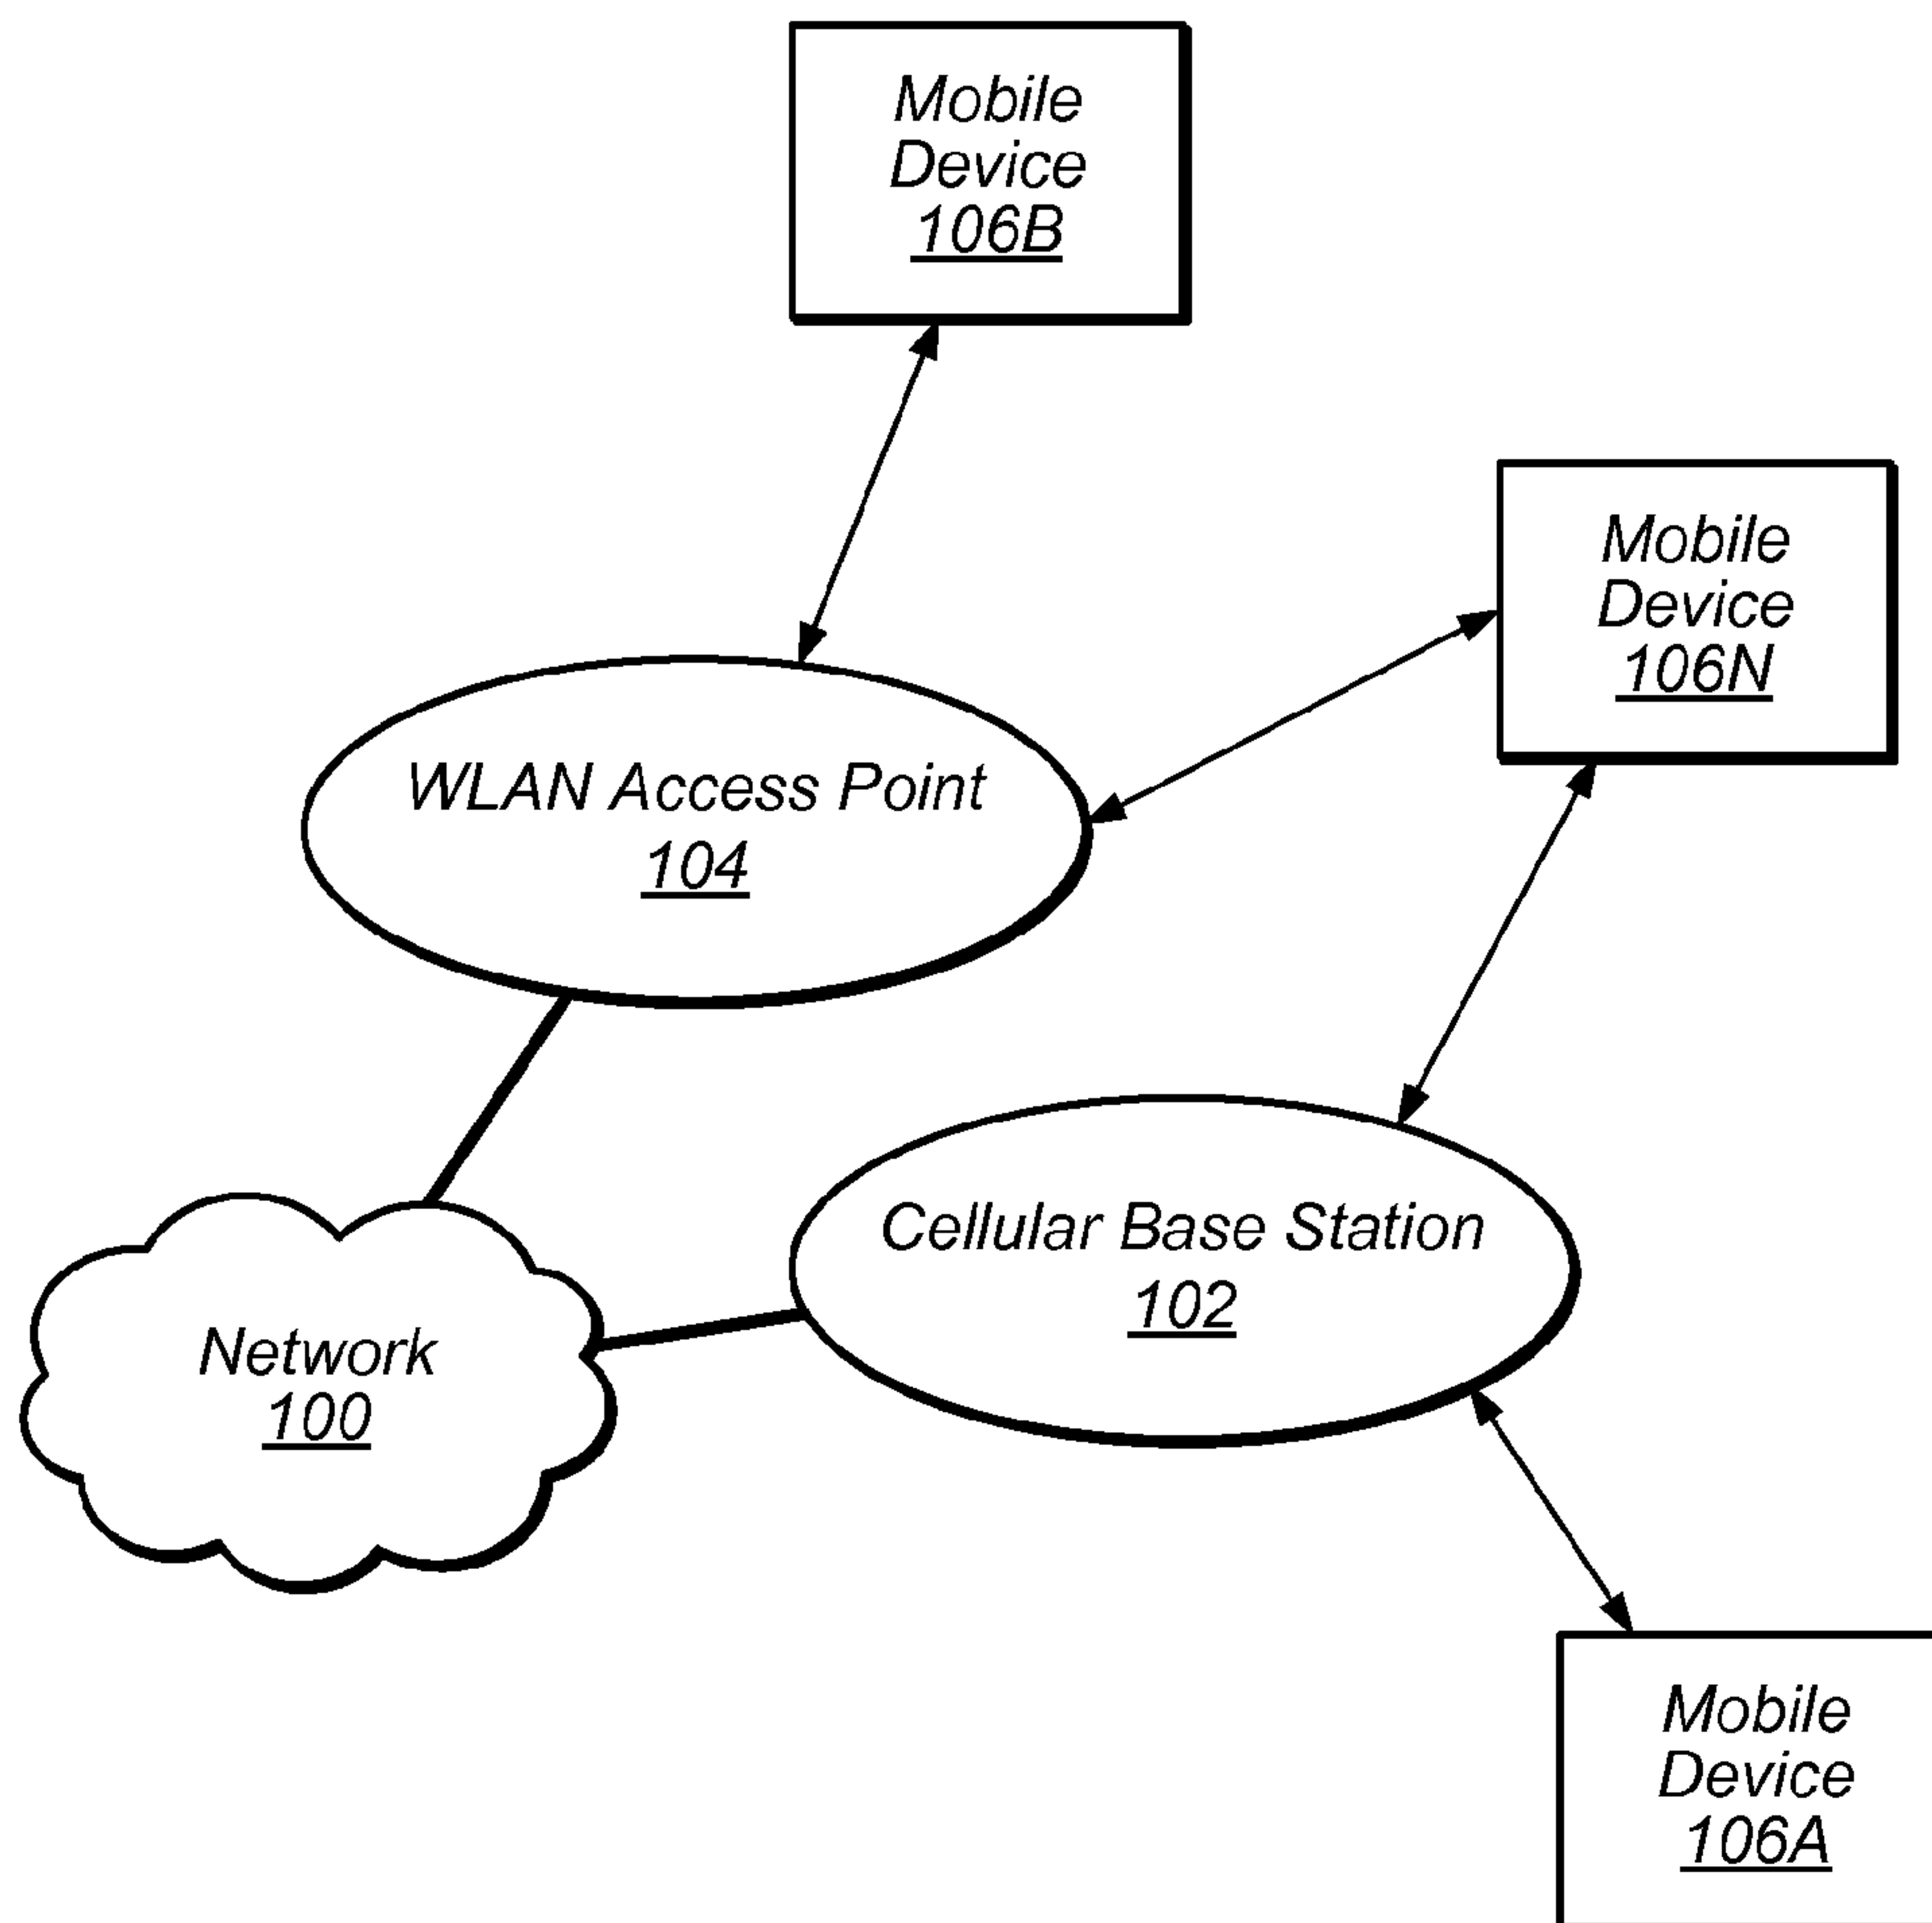 Mobile
Device
106B
Mobile
Device
106N
WLAN Access Point
104
Cellular Base Station
102
Network
100
Mobile
Device
106A